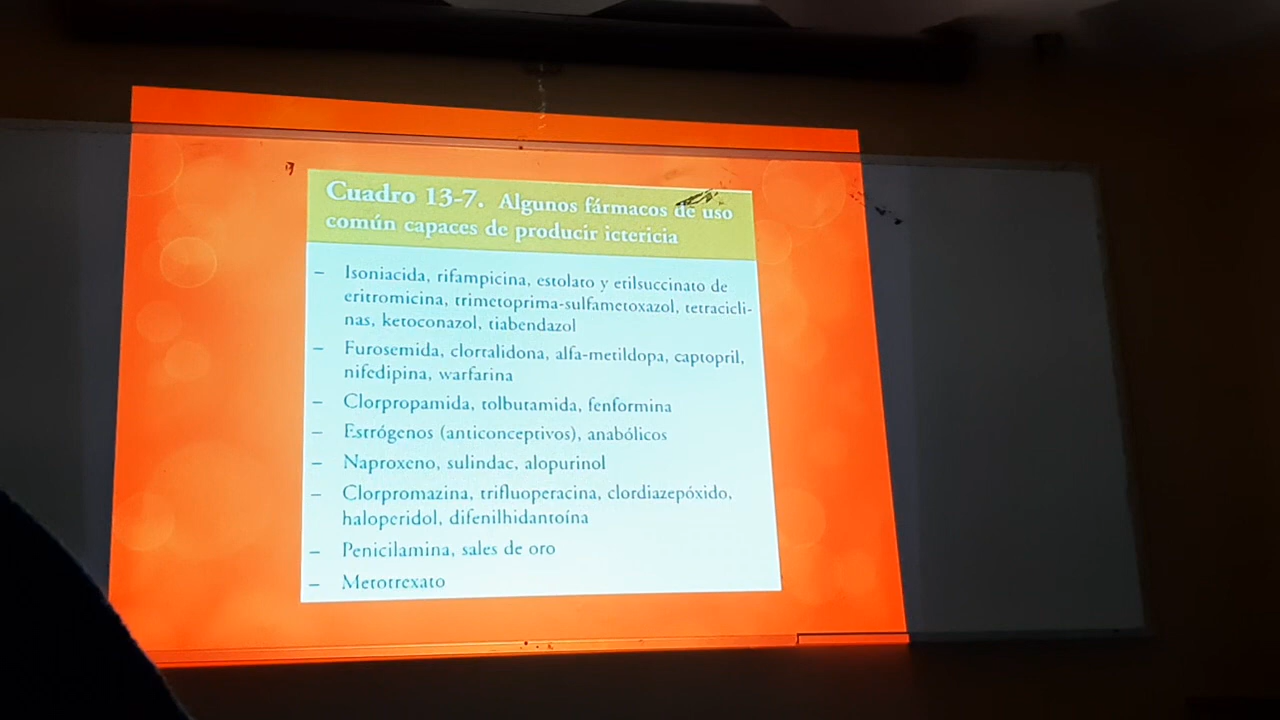 Cuadro 13-7. Algunos fármacos de uso
común capaces de producir ictericia
– Isoniacida, rifampicina, estolato y etilsuccinato de
eritromicina, trimetoprima-sulfametoxazol, tetracicli-
nas, ketoconazol, tiabendazol
– Furosemida, clortalidona, alfa-metildopa, captopril,
nifedipina, warfarina
– Clorpropamida, tolbutamida, fenformina
– Estrógenos (anticonceptivos), anabólicos
– Naproxeno, sulindac, alopurinol
– Clorpromazina, trifluoperacina, clordiazepóxido,
haloperidol, difenilhidantoína
– Penicilamina, sales de oro
– Metotrexato